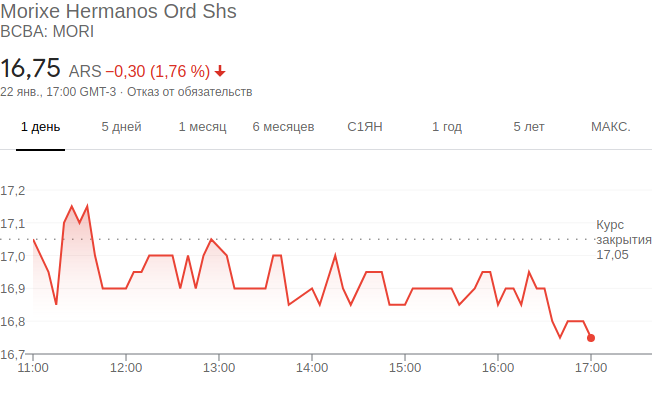 Morixe Hermanos Ord Shs
BCBA: MORI
16,75 ARS −0,30 (1,76 %)
22 янв., 17:00 GMT-3 · Отказ от обязательств
1 день 5 дней 1 месяц 6 месяцев С1ЯН 1 год 5 лет МАКС.
17,2
17,1
Курс
закрытия
17,05
17,0
16,9
16,8
16,7
11:00 12:00 13:00 14:00 15:00 16:00 17:00